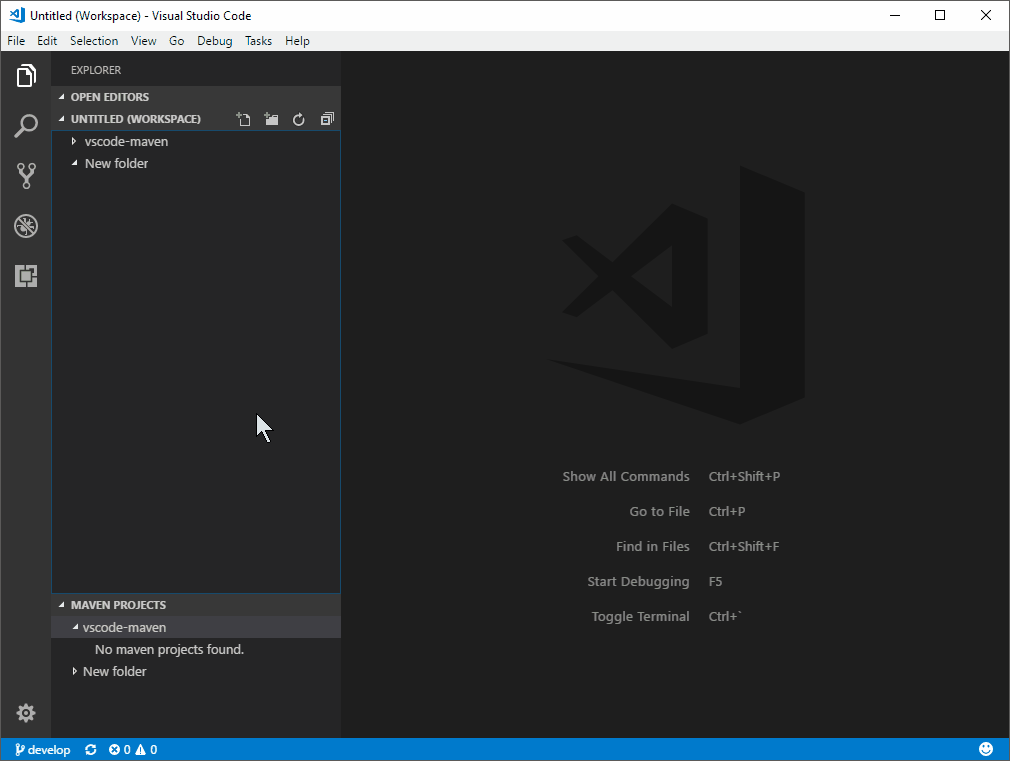 Untitled (Workspace) - Visual Studio Code
File Edit Selection View Go Debug Tasks Help
EXPLORER
OPEN EDITORS
UNTITLED (WORKSPACE)
vscode-maven
New folder
Show All Commands Ctrl+Shift+P
Go to File Ctrl+P
Find in Files Ctrl+Shift+F
Start Debugging F5
Toggle Terminal Ctrl+`
MAVEN PROJECTS
vscode-maven
No maven projects found.
New folder
develop 0 0